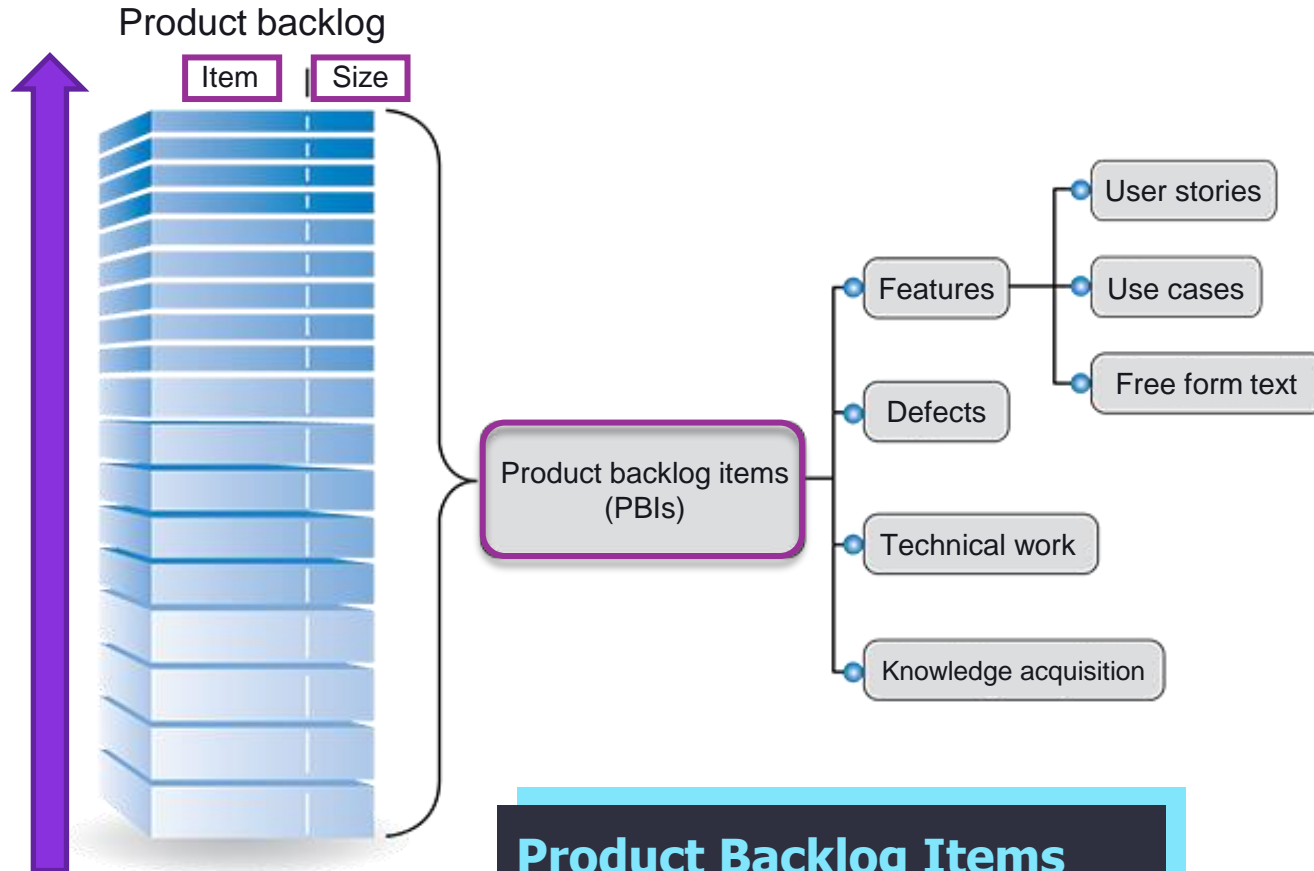 Product backlog
Item
Size
User stories
Features
Use cases
Free form text
Defects
Product backlog items
(PBIs)
Technical work
Knowledge acquisition
Product Backlog Items